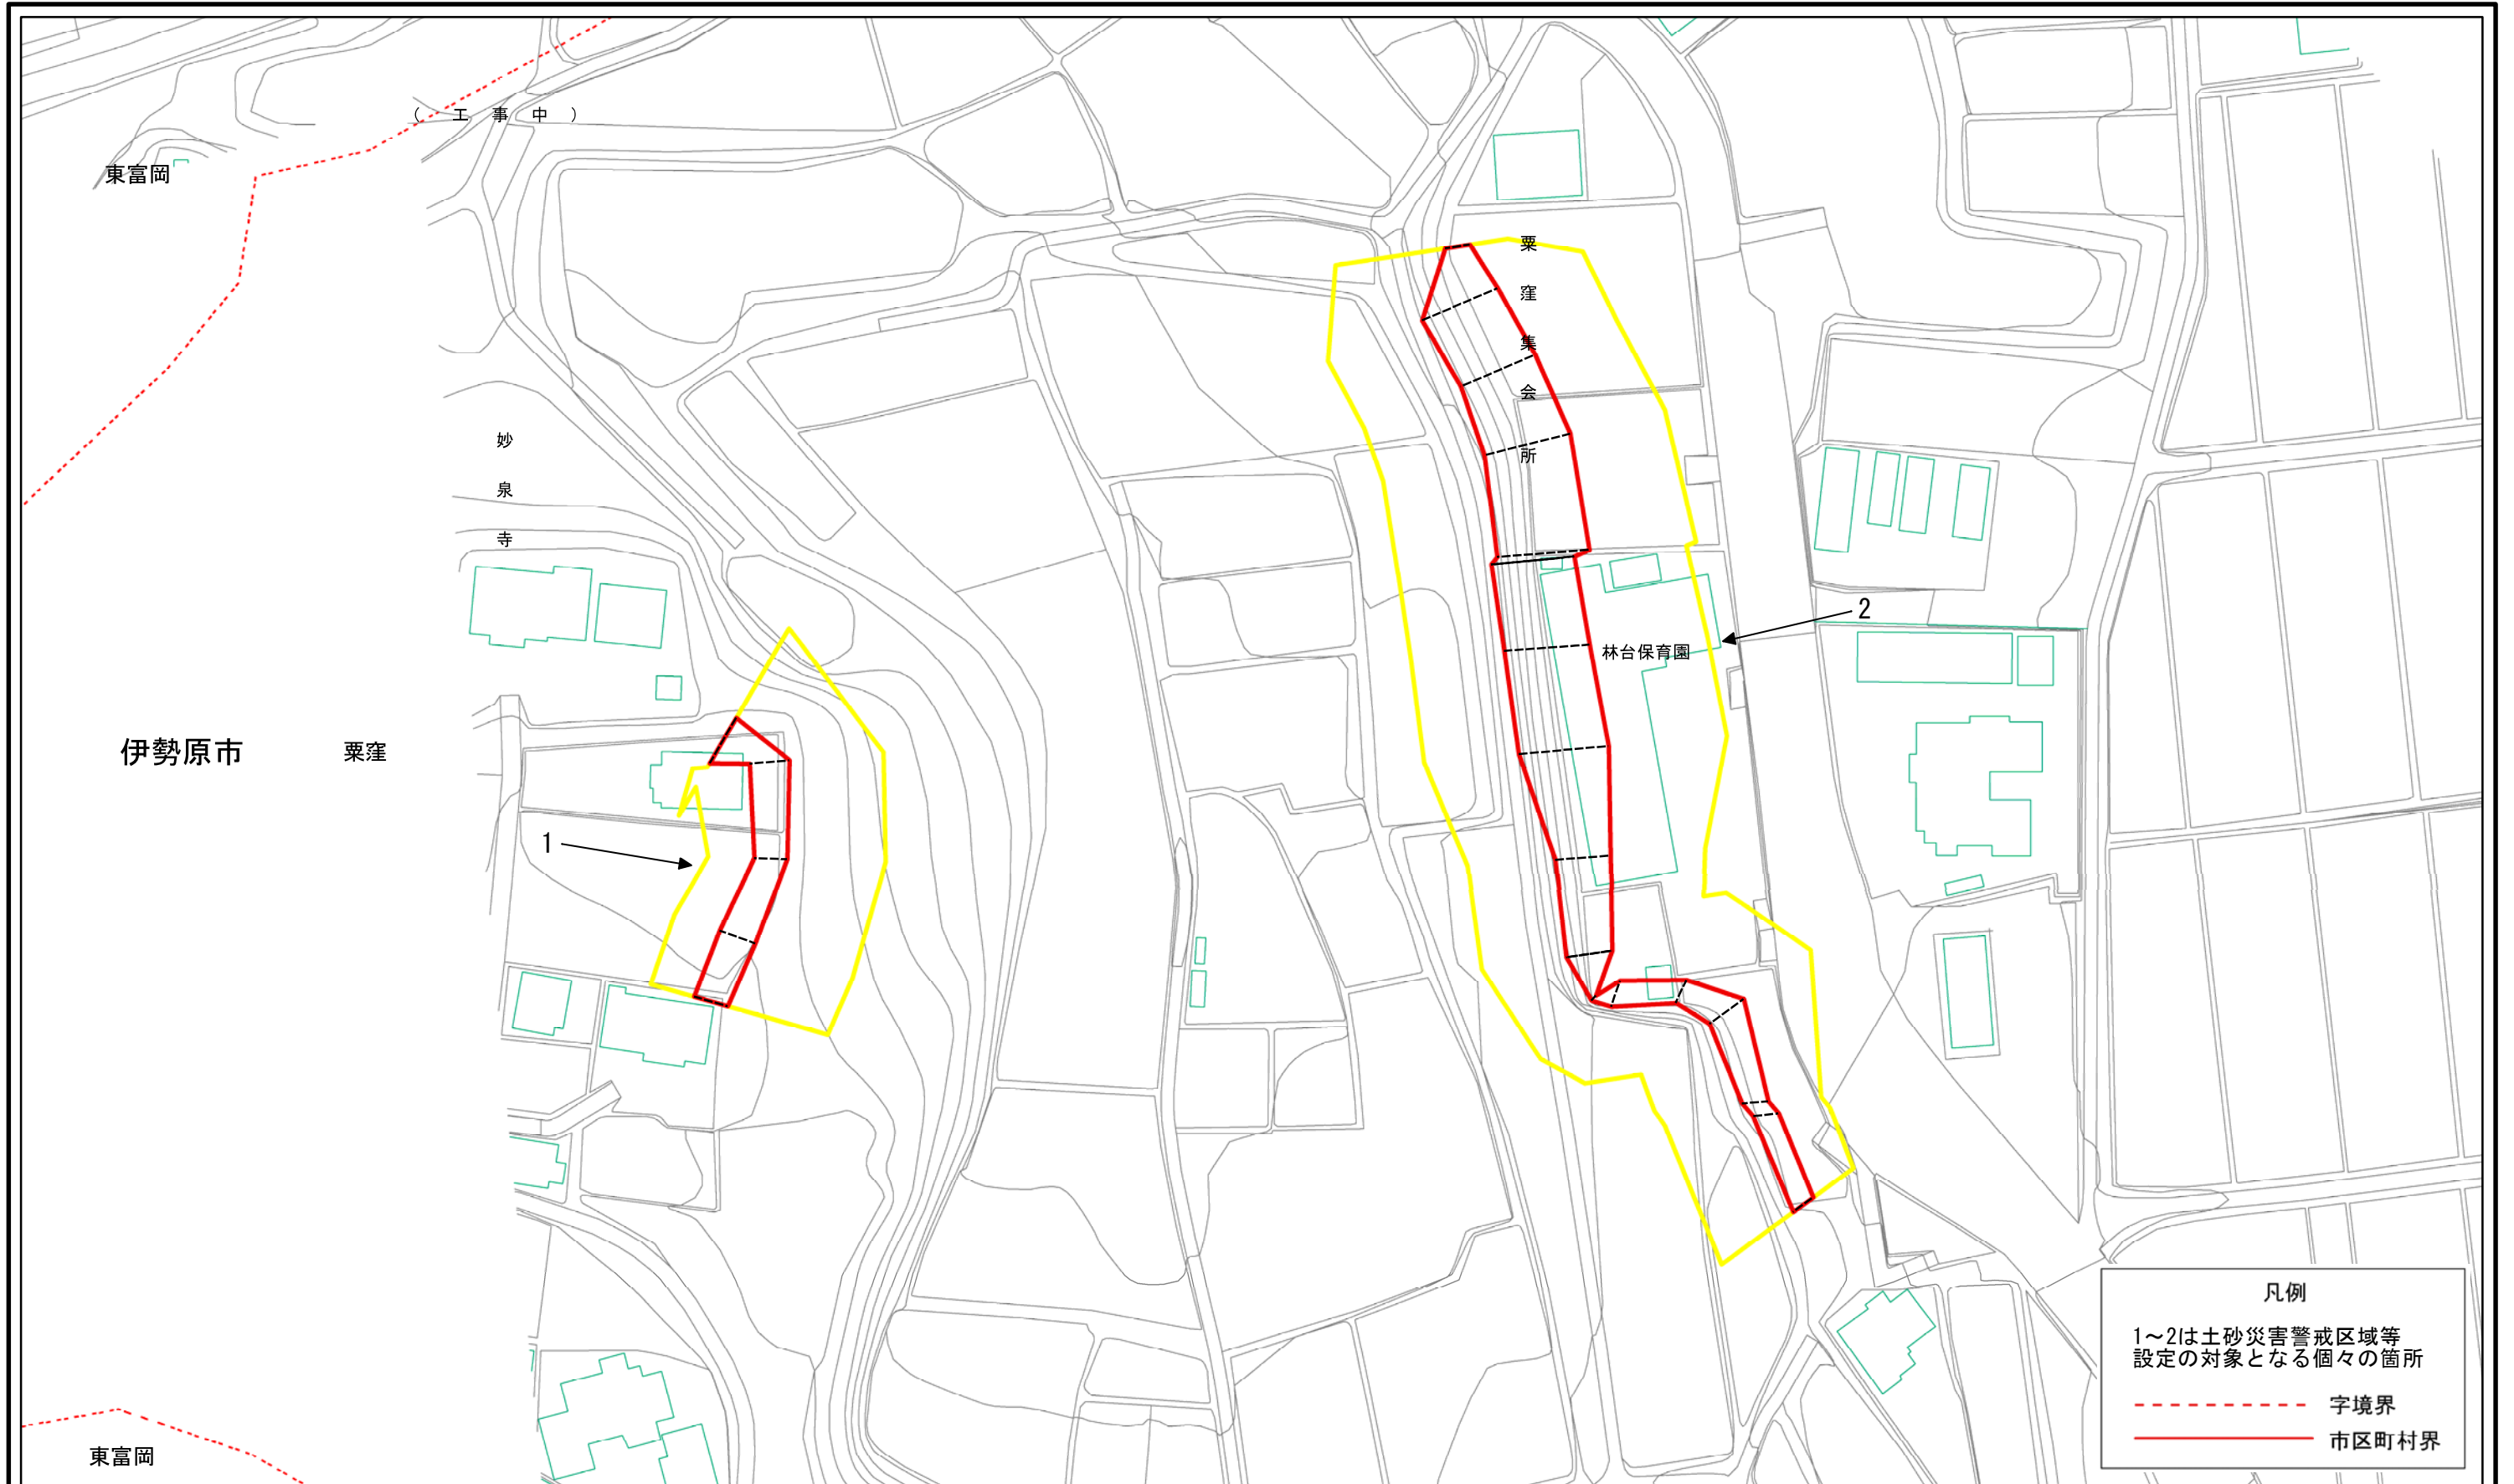 （工事中）
東富岡
粟窪集会所
妙泉寺
2
林台保育園
伊勢原市
粟窪
1
凡例
1～2は土砂災害警戒区域等
設定の対象となる個々の箇所
字境界
市区町村界
東富岡